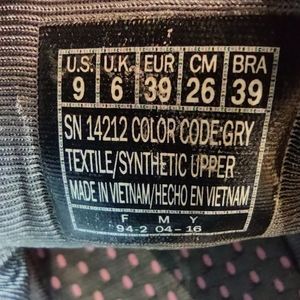 U.S. U.K. EUR CM BRA
9 6 39 26 39
SN 14212 COLOR CODE:GRY
TEXTILE/SYNTHETIC UPPER
MADE IN VIETNAM/HECHO EN VIETNAM
F M Y
94-2 04-16